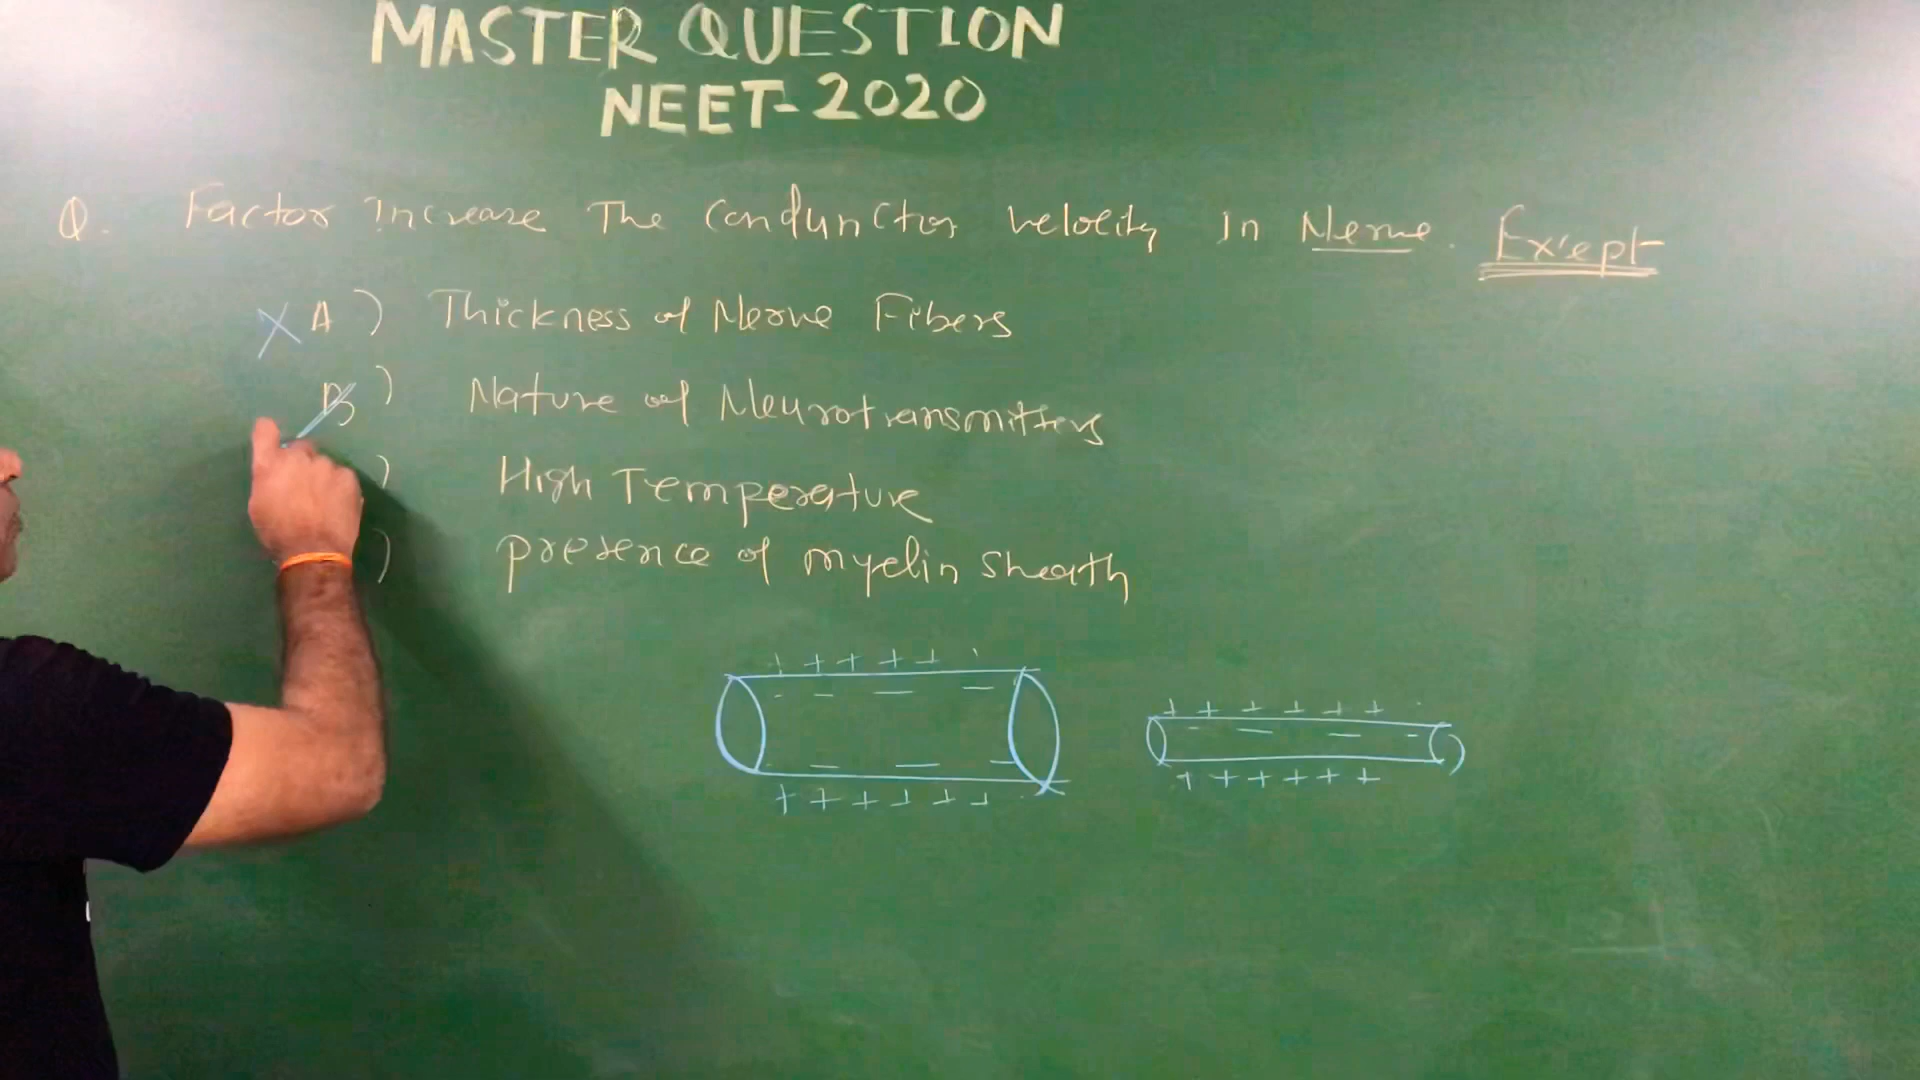 MASTER QUESTION
NEET-2020
Q. Factor increase The Condunction velocity in Nerve. Except
X A) Thickness of Nerve Fibers
B) Nature of Neurotransmitters
) High Temperature
) presence of myelin sheath
+ + + + +
- - - -
- - -
+ + + + + +
+ + + + + +
- - - -
+ + + + + +